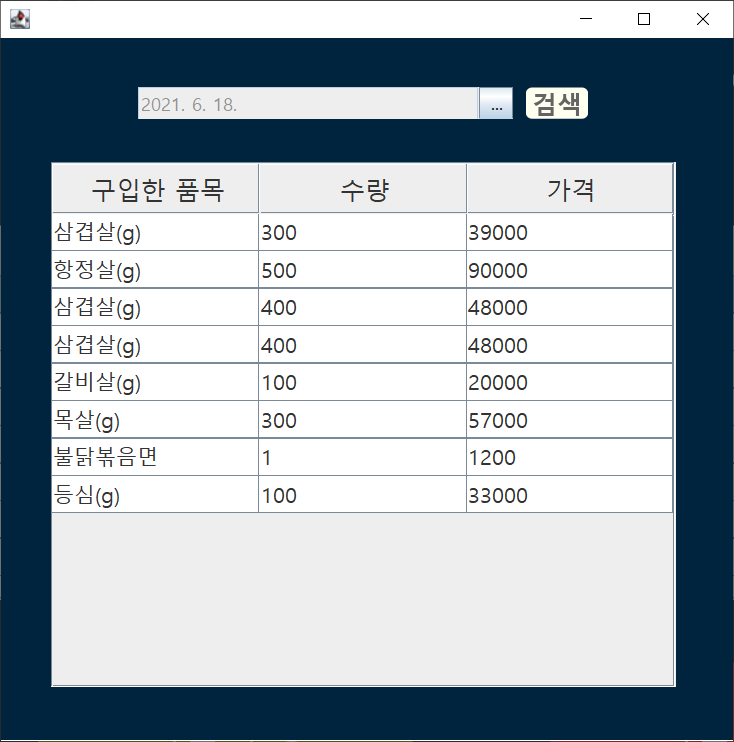 2021. 6. 18. ... 검색
구입한 품목 수량 가격
삼겹살(g) 300 39000
항정살(g) 500 90000
삼겹살(g) 400 48000
삼겹살(g) 400 48000
갈비살(g) 100 20000
목살(g) 300 57000
불닭볶음면 1 1200
등심(g) 100 33000